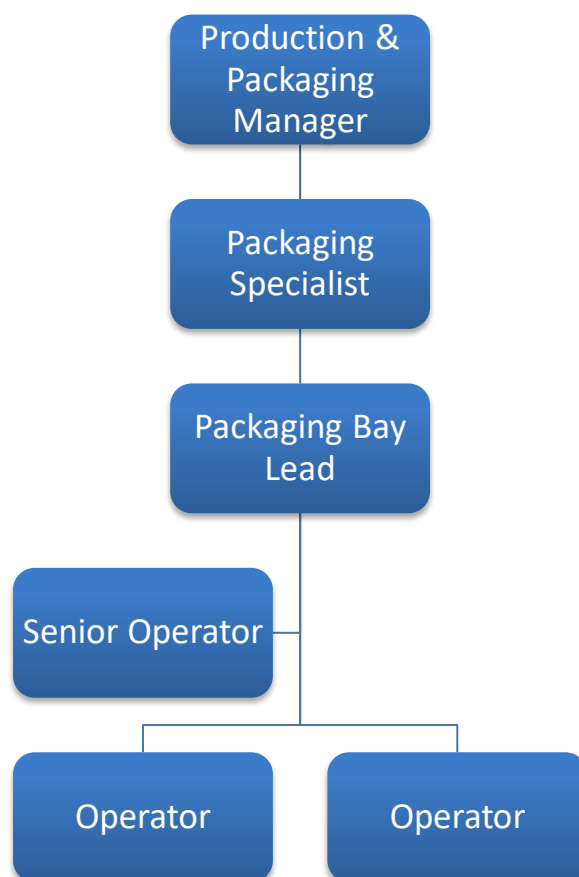 Production &
Packaging
Manager
Packaging
Specialist
Packaging Bay
Lead
Senior Operator
Operator
Operator